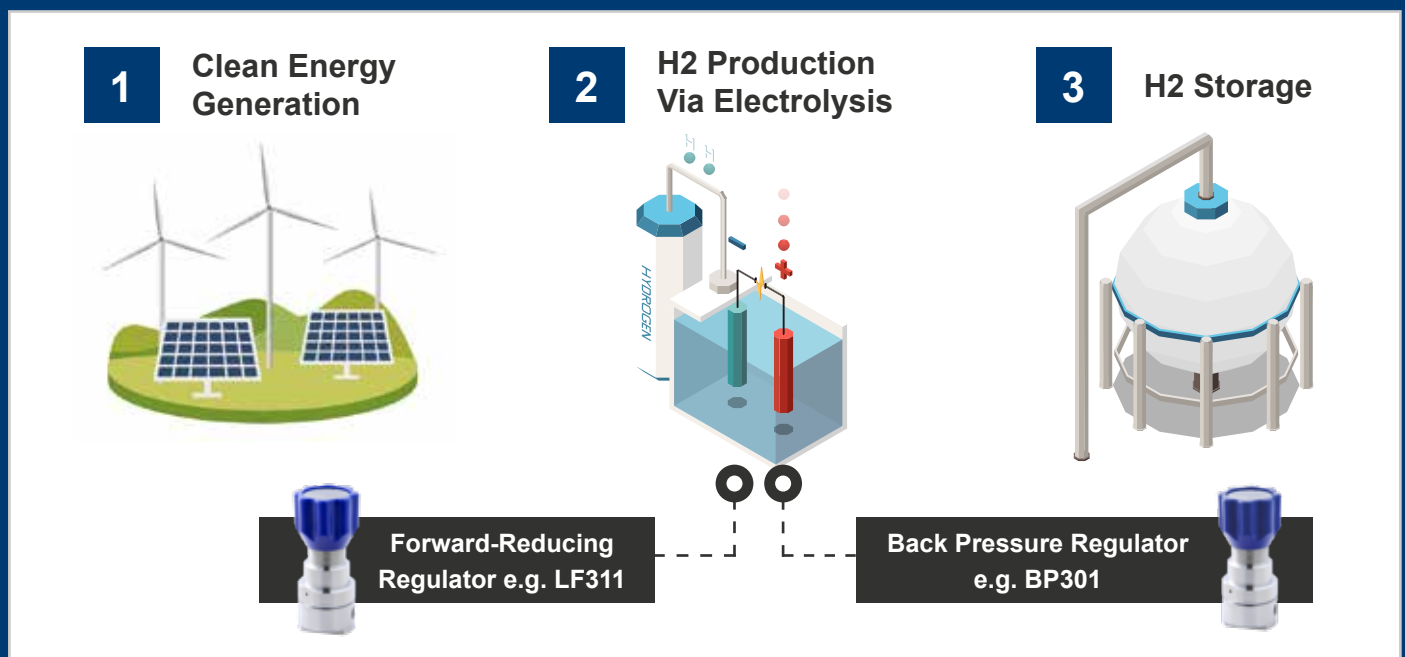 1
Clean Energy
Generation
2
H2 Production
Via Electrolysis
3
H2 Storage
H
H
HYDROGEN
Forward-Reducing
Regulator e.g. LF311
Back Pressure Regulator
e.g. BP301